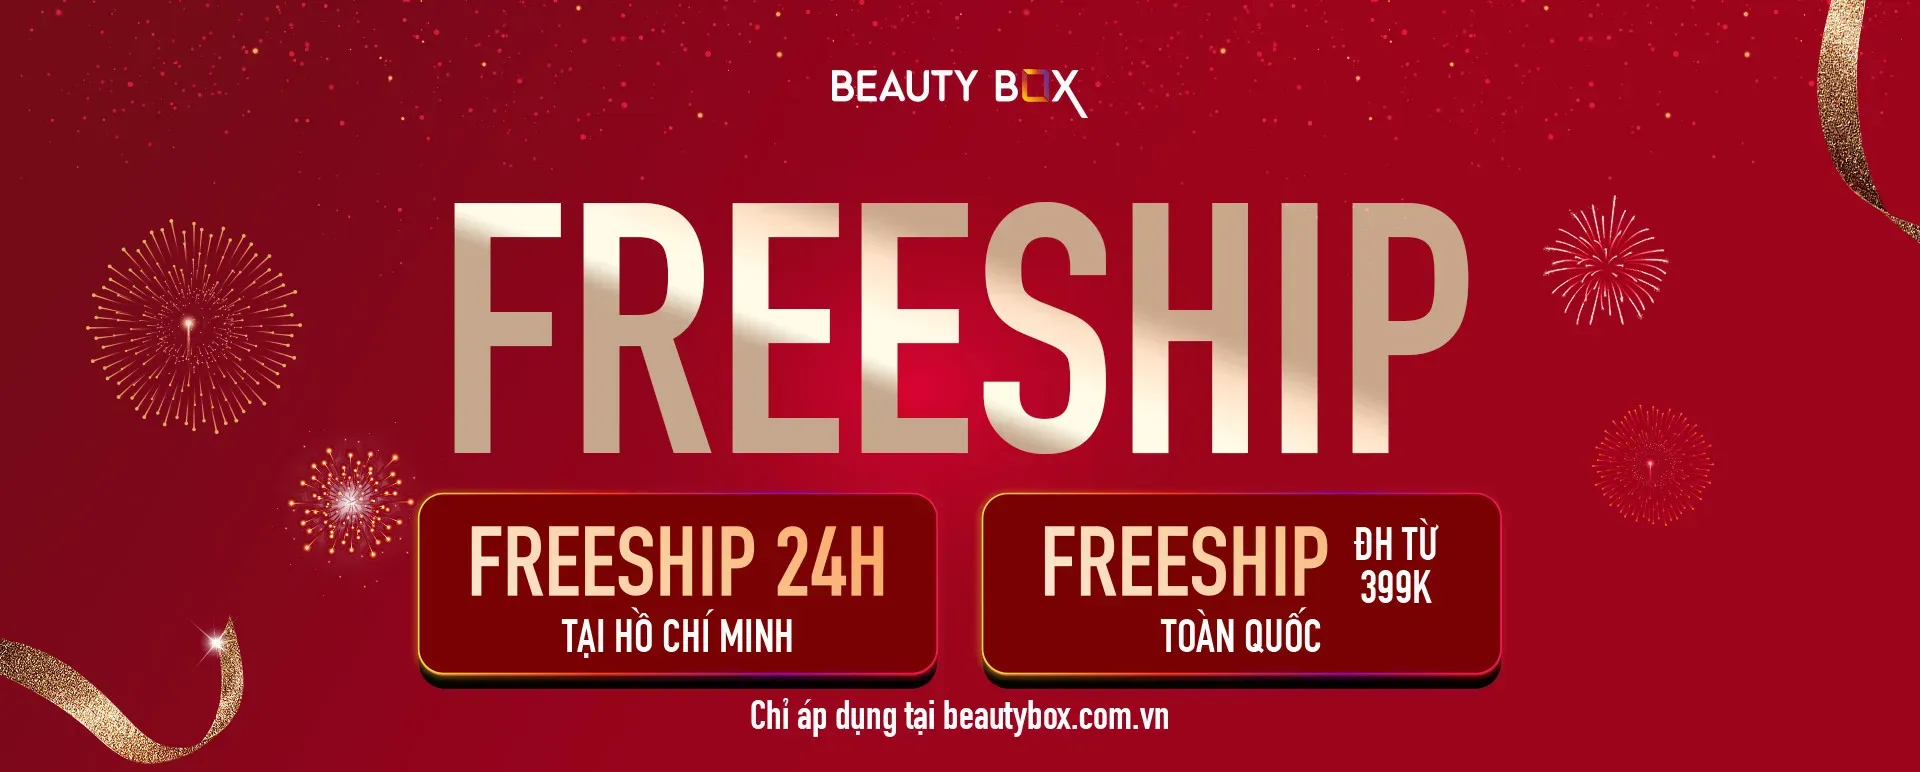 BEAUTY BOX
FREESHIP
FREESHIP 24H
TẠI HỒ CHÍ MINH
FREESHIP ĐH TỪ
399K
TOÀN QUỐC
Chỉ áp dụng tại beautybox.com.vn